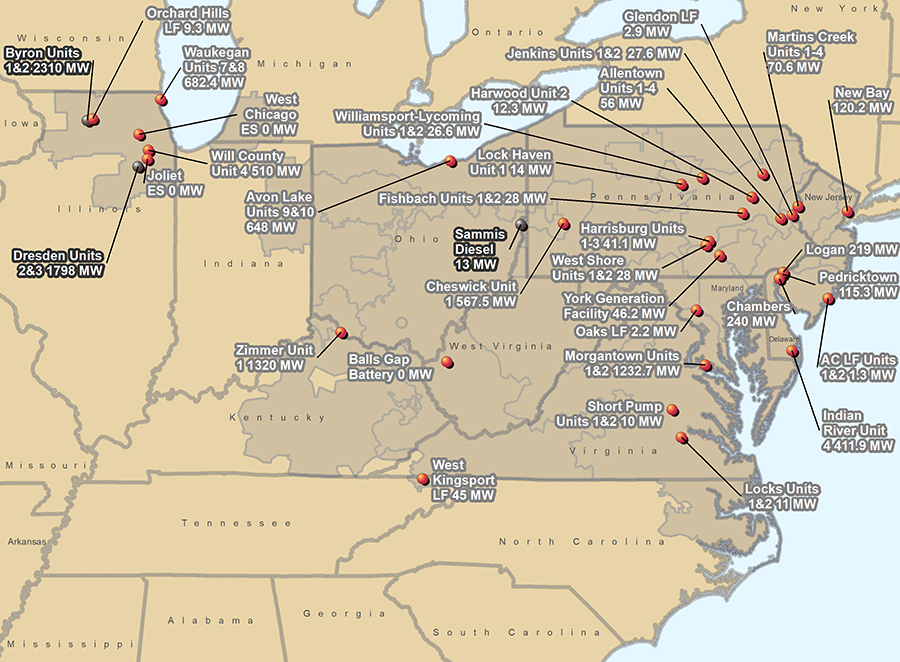 New York
Orchard Hills
LF 9.3 MW
Glendon LF
2.9 MW
Wisconsin
Ontario
Martins Creek
Units 1-4
70.6 MW
Byron Units
1&2 2310 MW
Waukegan
Units 7&8
682.4 MW
Michigan
Jenkins Units 1&2 27.6 MW
Allentown
Units 1-4
56 MW
Harwood Unit 2
12.3 MW
New Bay
120.2 MW
West
Chicago
ES 0 MW
Iowa
Williamsport-Lycoming
Units 1&2 26.6 MW
Will County
Unit 4 510 MW
Lock Haven
Unit 1 14 MW
Joliet
ES 0 MW
Avon Lake
Units 9&10
648 MW
Fishbach Units 1&2 28 MW
Pennsylvania
New Jersey
Illinois
Ohio
Sammis
Diesel
13 MW
Harrisburg Units
1-3 41.1 MW
Dresden Units
2&3 1798 MW
Indiana
West Shore
Units 1&2 28 MW
Logan 219 MW
Cheswick Unit
1 567.5 MW
Pedricktown
115.3 MW
Maryland
York Generation
Facility 46.2 MW
Chambers
240 MW
Oaks LF 2.2 MW
Delaware
Zimmer Unit
1 1320 MW
West Virginia
Balls Gap
Battery 0 MW
Morgantown Units
1&2 1232.7 MW
AC LF Units
1&2 1.3 MW
Kentucky
Short Pump
Units 1&2 10 MW
Indian
River Unit
4 411.9 MW
Virginia
Missouri
West
Kingsport
LF 45 MW
Locks Units
1&2 11 MW
Tennessee
Arkansas
North Carolina
Alabama
Georgia
South Carolina
Mississippi